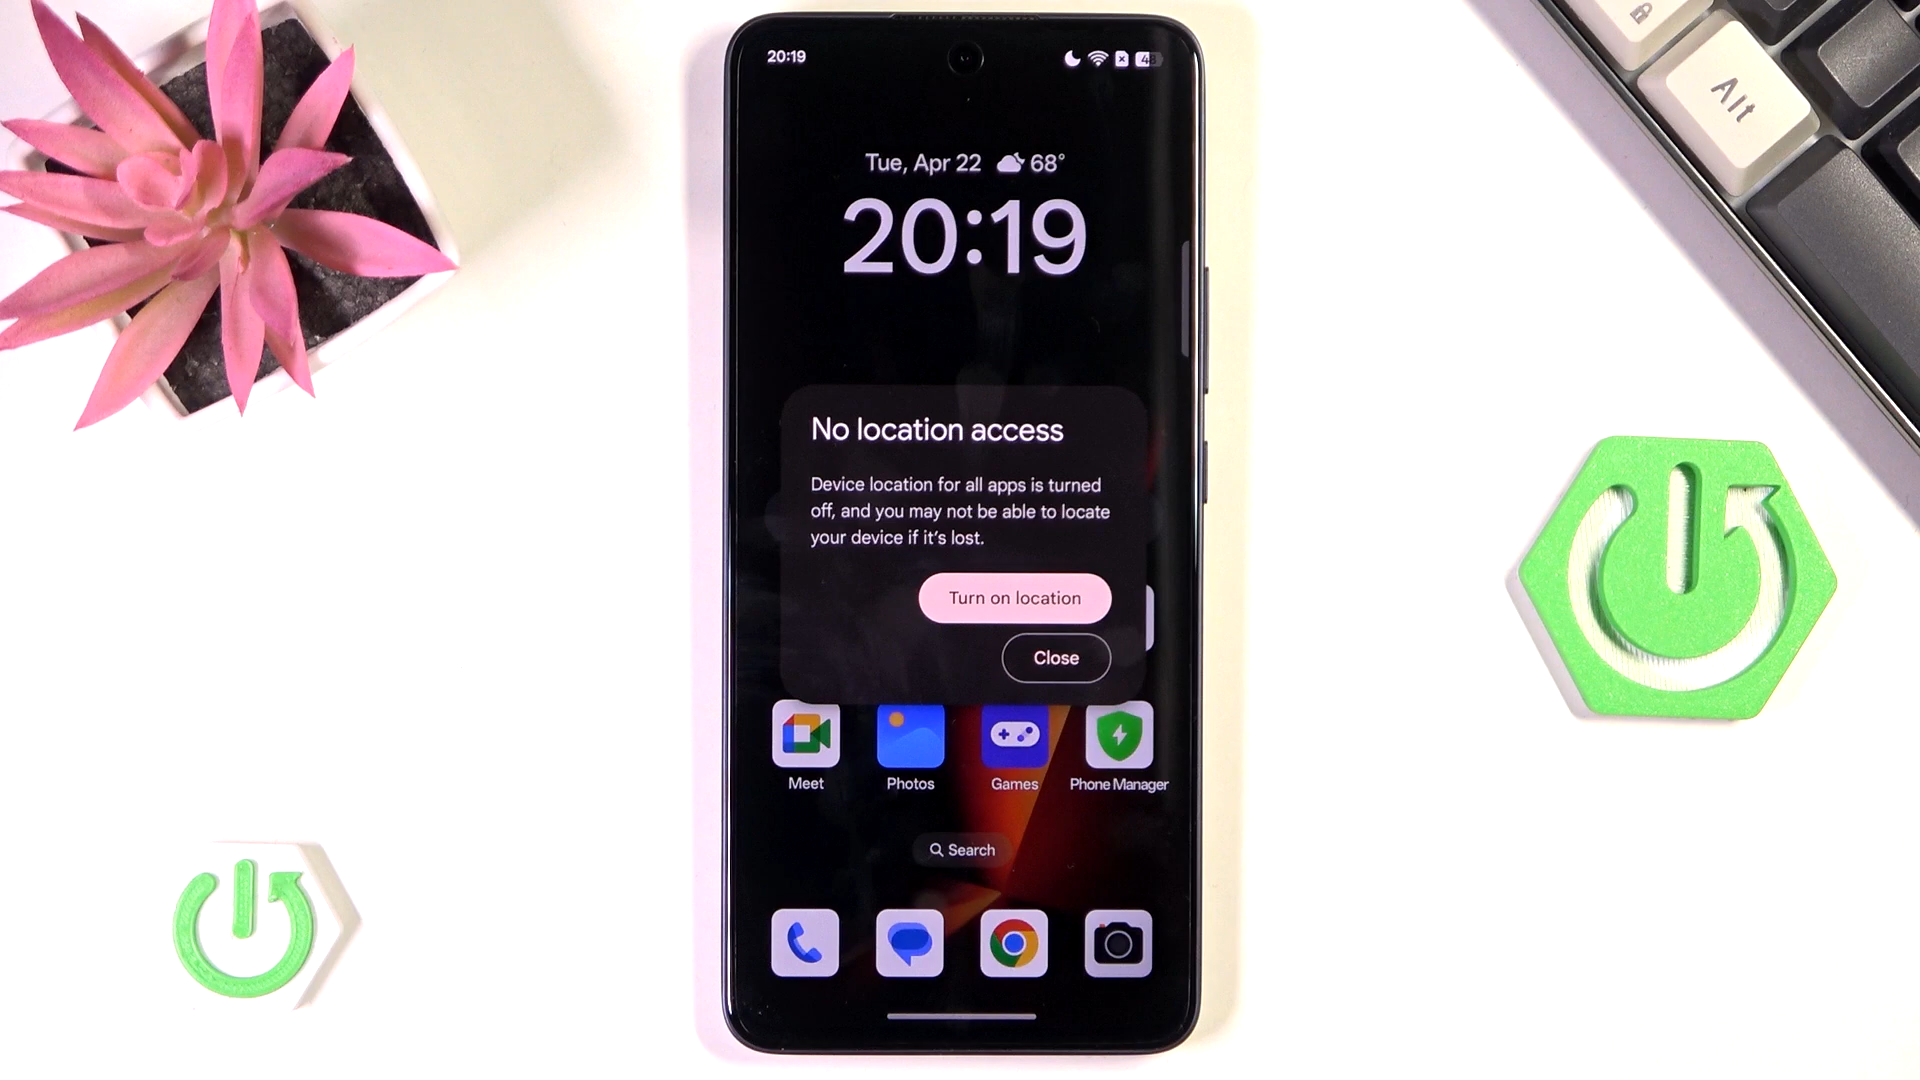 20:19
48
Tue, Apr 22 68°
20:19
No location access
Device location for all apps is turned
off, and you may not be able to locate
your device if it's lost.
Turn on location
Close
Meet
Photos
Games
Phone Manager
Search
Alt